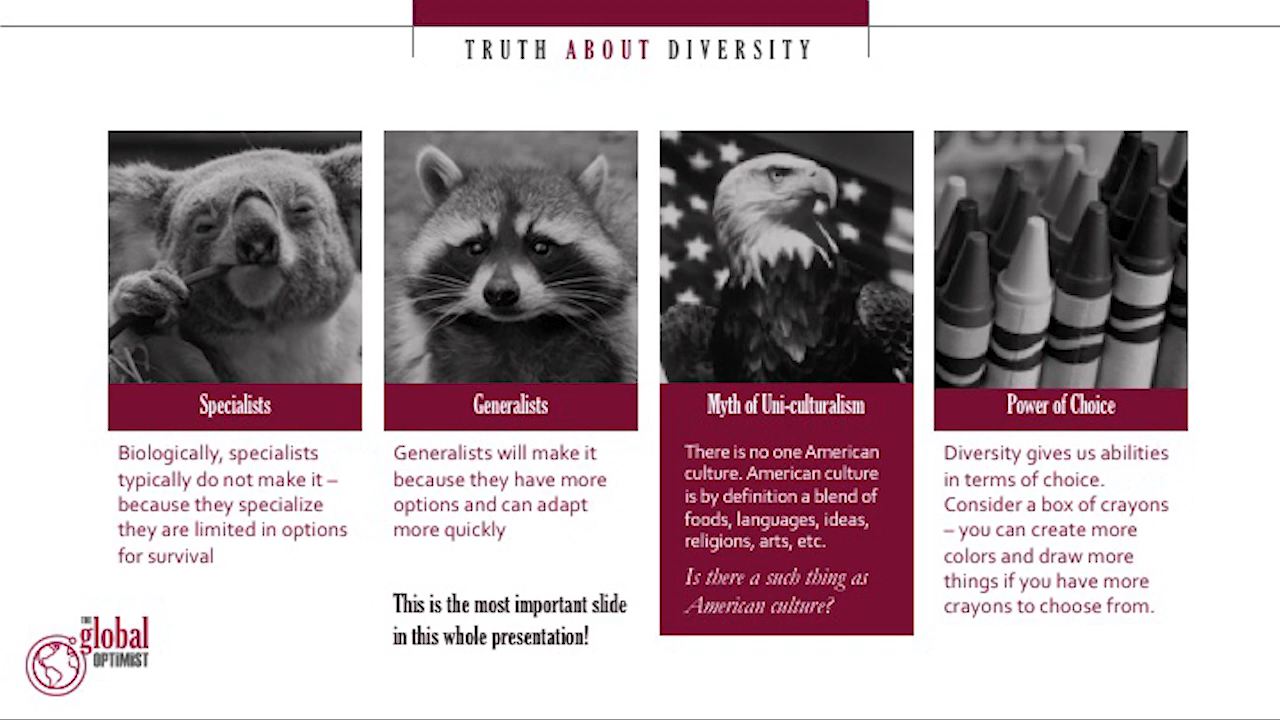 TRUTH ABOUT DIVERSITY
Specialists
Biologically, specialists
typically do not make it –
because they specialize
they are limited in options
for survival
Generalists
Generalists will make it
because they have more
options and can adapt
more quickly
This is the most important slide
in this whole presentation!
Myth of Uni-culturalism
There is no one American
culture. American culture
is by definition a blend of
foods, languages, ideas,
religions, arts, etc.
Is there a such thing as
American culture?
Power of Choice
Diversity gives us abilities
in terms of choice.
Consider a box of crayons
– you can create more
colors and draw more
things if you have more
crayons to choose from.
THE
global
OPTIMIST